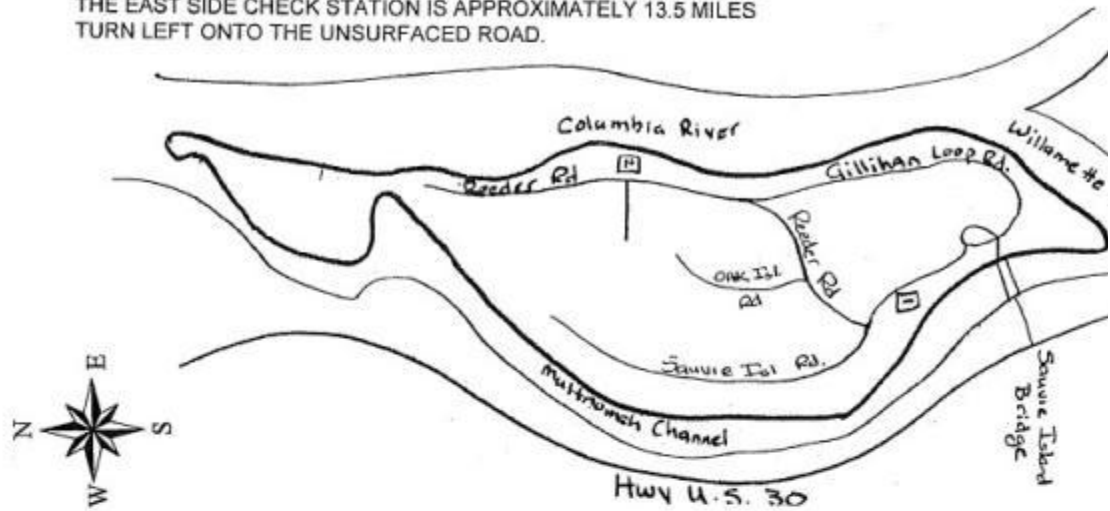 THE EAST SIDE CHECK STATION IS APPROXIMATELY 13.5 MILES
TURN LEFT ONTO THE UNSURFACED ROAD.
Columbia River
Willamette
Reeder Rd
Gillihan Loop Rd.
Reeder
Rd
OAK Isl.
Rd
Sauvie Isl Rd.
Multnomah Channel
Sauvie Island
Bridge
Hwy U.S. 30
E
N
S
W